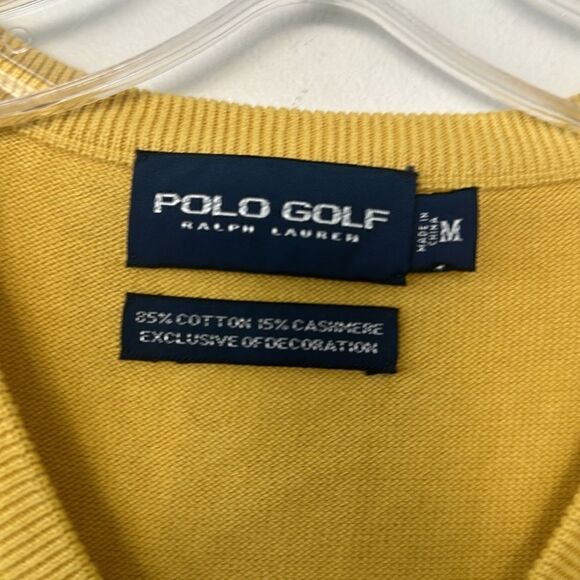 POLO GOLF
RALPH LAUREN
MADE IN
CHINA
M
85% COTTON 15% CASHMERE
EXCLUSIVE OF DECORATION